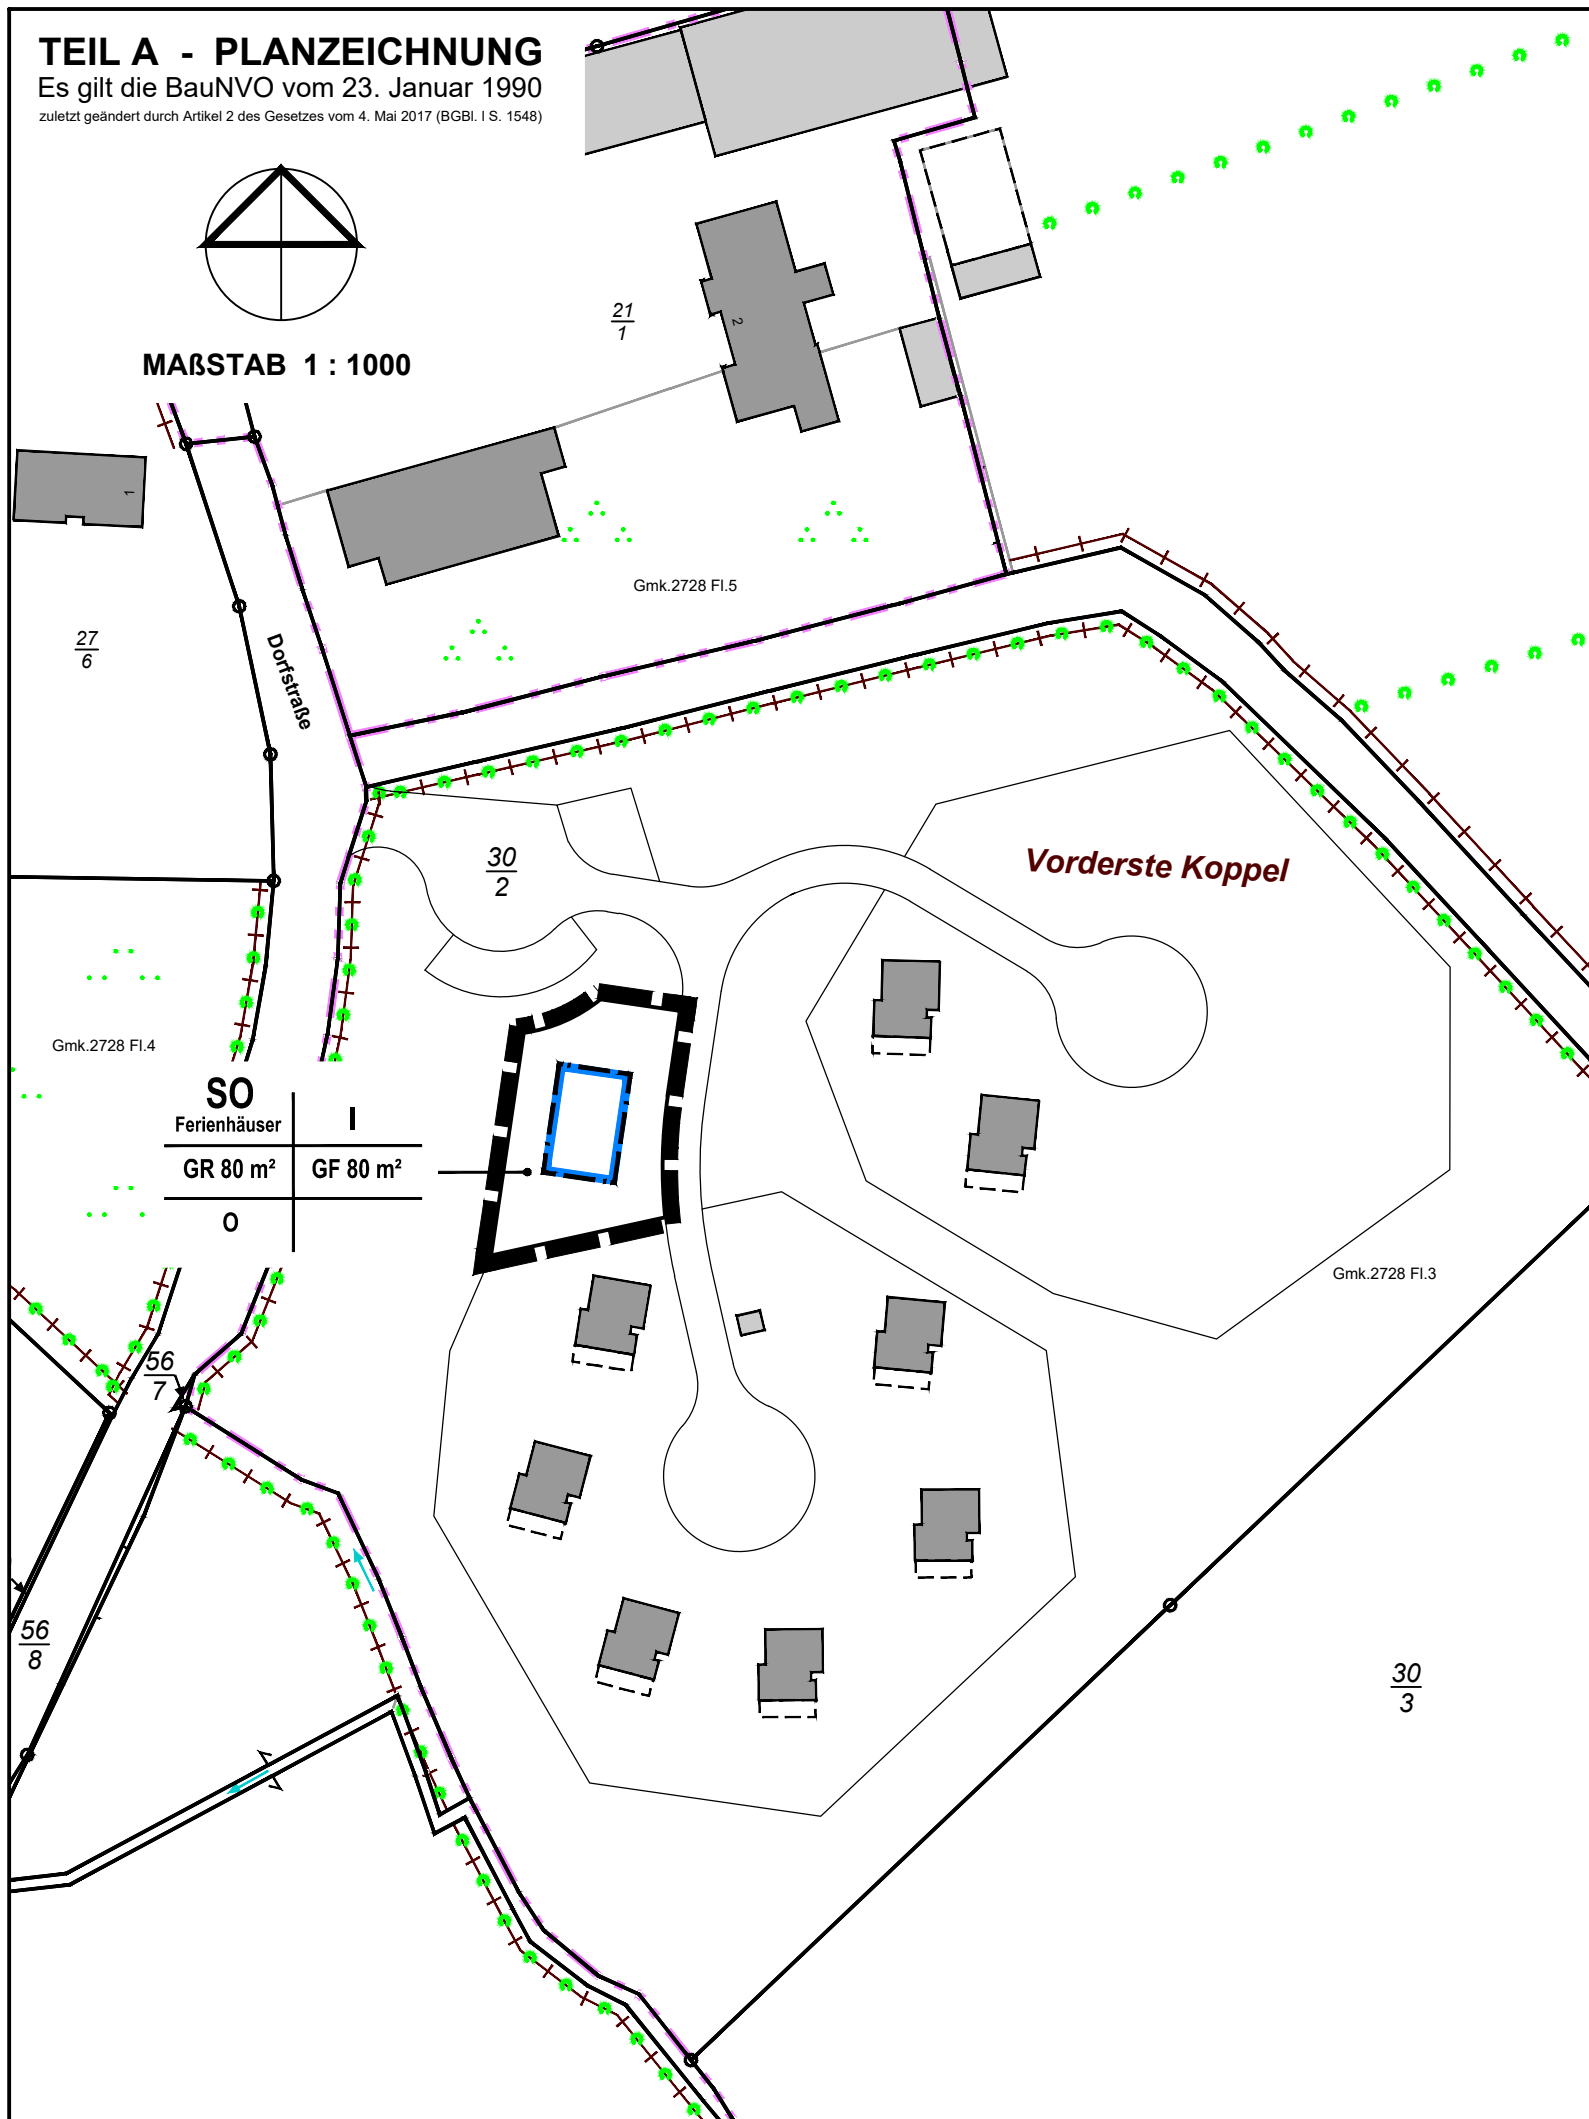 TEIL A - PLANZEICHNUNG
Es gilt die BauNVO vom 23. Januar 1990
zuletzt geändert durch Artikel 2 des Gesetzes vom 4. Mai 2017 (BGBl. I S. 1548)
MAßSTAB 1 : 1000
21
1
2
1
Gmk.2728 Fl.5
27
6
Dorfstraße
30
2
Vorderste Koppel
Gmk.2728 Fl.4
SO
Ferienhäuser
I
GR 80 m²
GF 80 m²
O
Gmk.2728 Fl.3
56
7
56
8
30
3